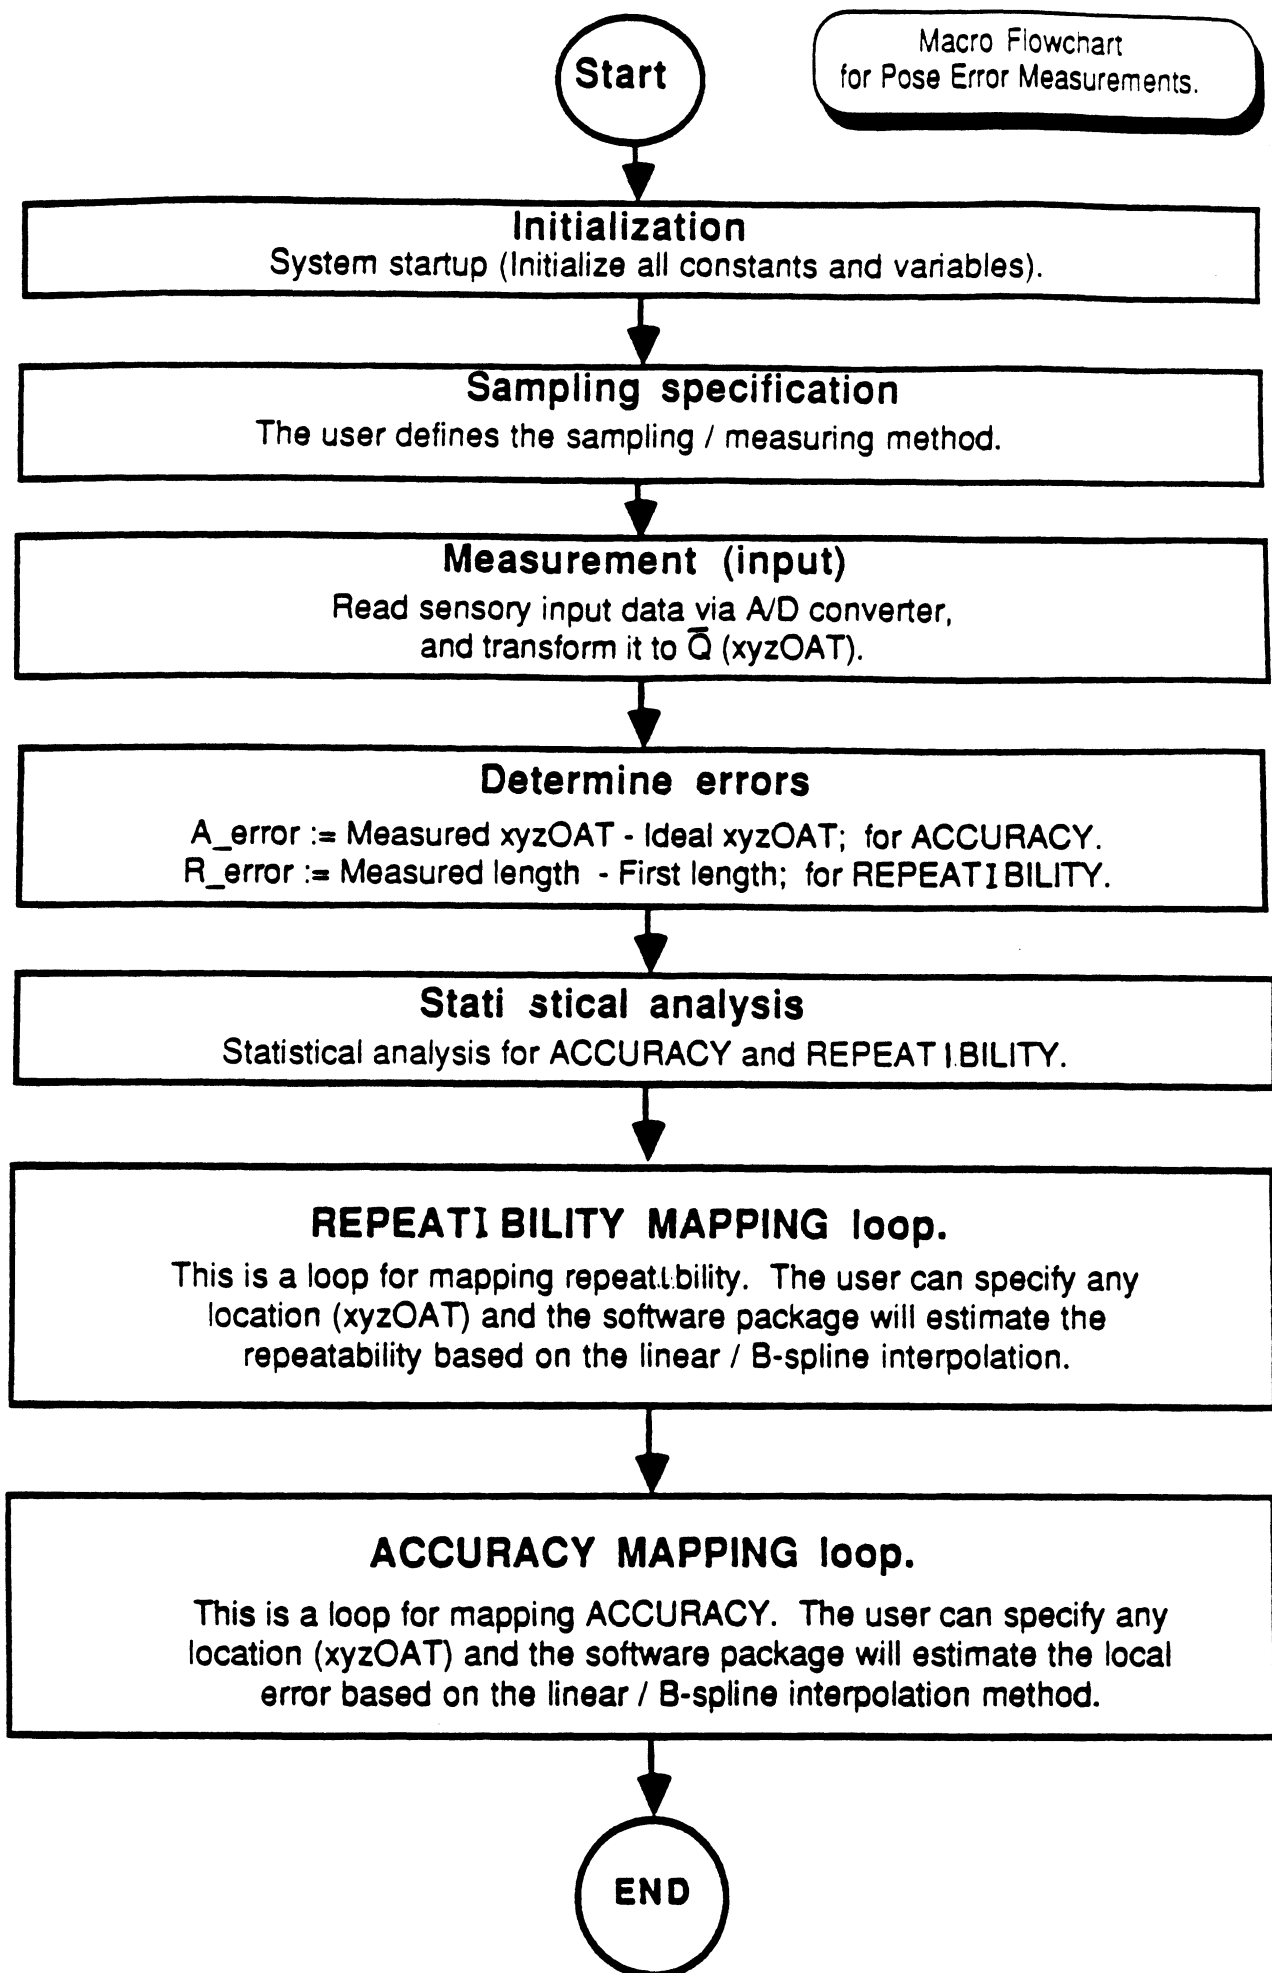 Start
Macro Flowchart
for Pose Error Measurements.
Initialization
System startup (Initialize all constants and variables).
Sampling specification
The user defines the sampling / measuring method.
Measurement (input)
Read sensory input data via A/D converter,
and transform it to Q̅ (xyzOAT).
Determine errors
A_error := Measured xyzOAT - Ideal xyzOAT; for ACCURACY.
R_error := Measured length - First length; for REPEATIBILITY.
Stati stical analysis
Statistical analysis for ACCURACY and REPEATIBILITY.
REPEATIBILITY MAPPING loop.
This is a loop for mapping repeatibility. The user can specify any
location (xyzOAT) and the software package will estimate the
repeatability based on the linear / B-spline interpolation.
ACCURACY MAPPING loop.
This is a loop for mapping ACCURACY. The user can specify any
location (xyzOAT) and the software package will estimate the local
error based on the linear / B-spline interpolation method.
END